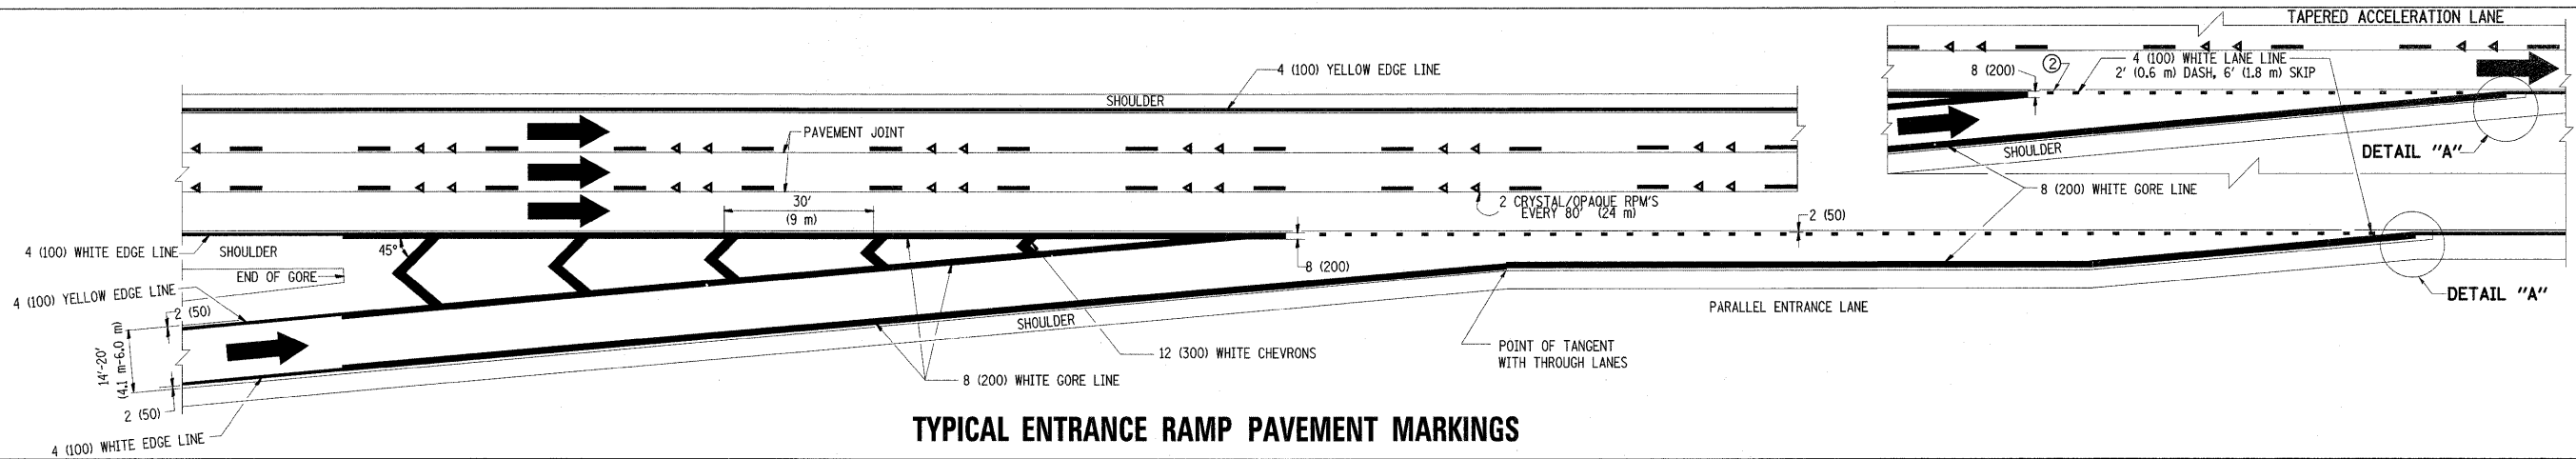 TAPERED ACCELERATION LANE
4 (100) YELLOW EDGE LINE
8 (200)
2
4 (100) WHITE LANE LINE
2' (0.6 m) DASH, 6' (1.8 m) SKIP
SHOULDER
PAVEMENT JOINT
SHOULDER
DETAIL "A"
8 (200) WHITE GORE LINE
30'
(9 m)
2 CRYSTAL/OPAQUE RPM'S
EVERY 80' (24 m)
2 (50)
4 (100) WHITE EDGE LINE
SHOULDER
45°
END OF GORE
8 (200)
4 (100) YELLOW EDGE LINE
2 (50)
DETAIL "A"
PARALLEL ENTRANCE LANE
SHOULDER
14'-20'
(4.1 m-6.0 m)
12 (300) WHITE CHEVRONS
POINT OF TANGENT
WITH THROUGH LANES
8 (200) WHITE GORE LINE
2 (50)
4 (100) WHITE EDGE LINE
TYPICAL ENTRANCE RAMP PAVEMENT MARKINGS